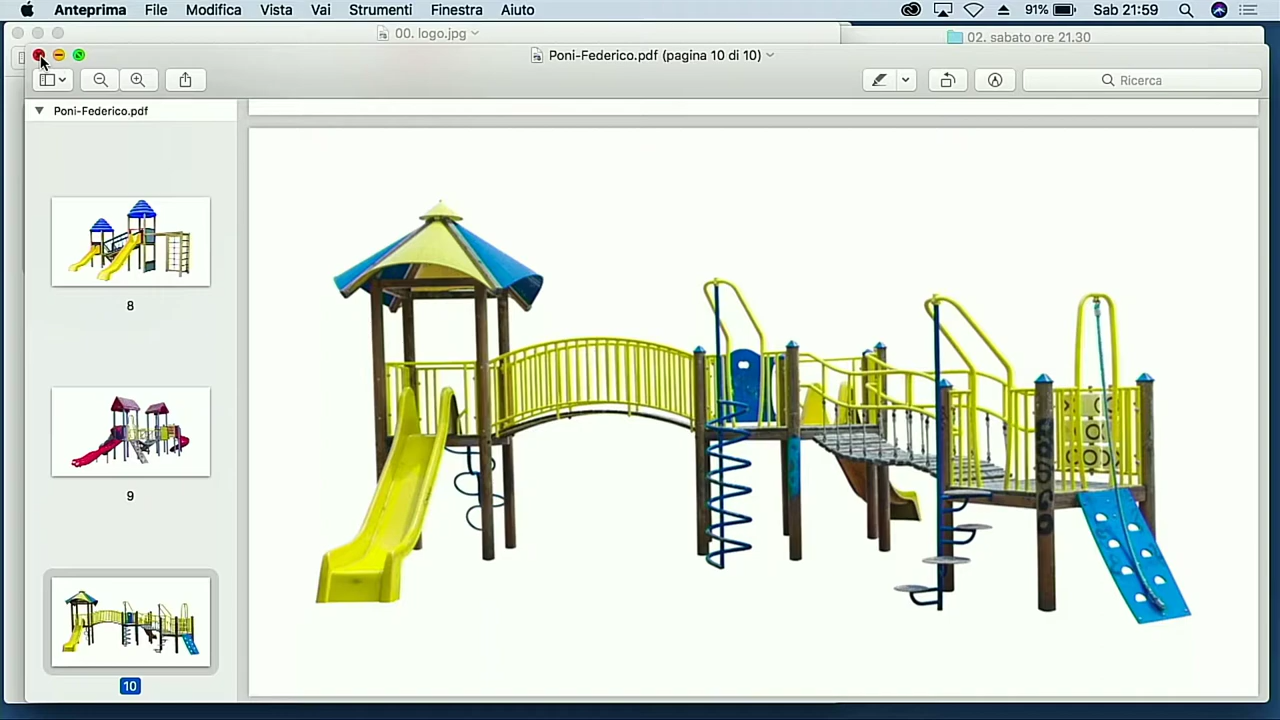 Anteprima File Modifica Vista Vai Strumenti Finestra Aiuto 91% Sab 21:59
00. logo.jpg
02. sabato ore 21.30
Poni-Federico.pdf (pagina 10 di 10)
Ricerca
Poni-Federico.pdf
8
9
10